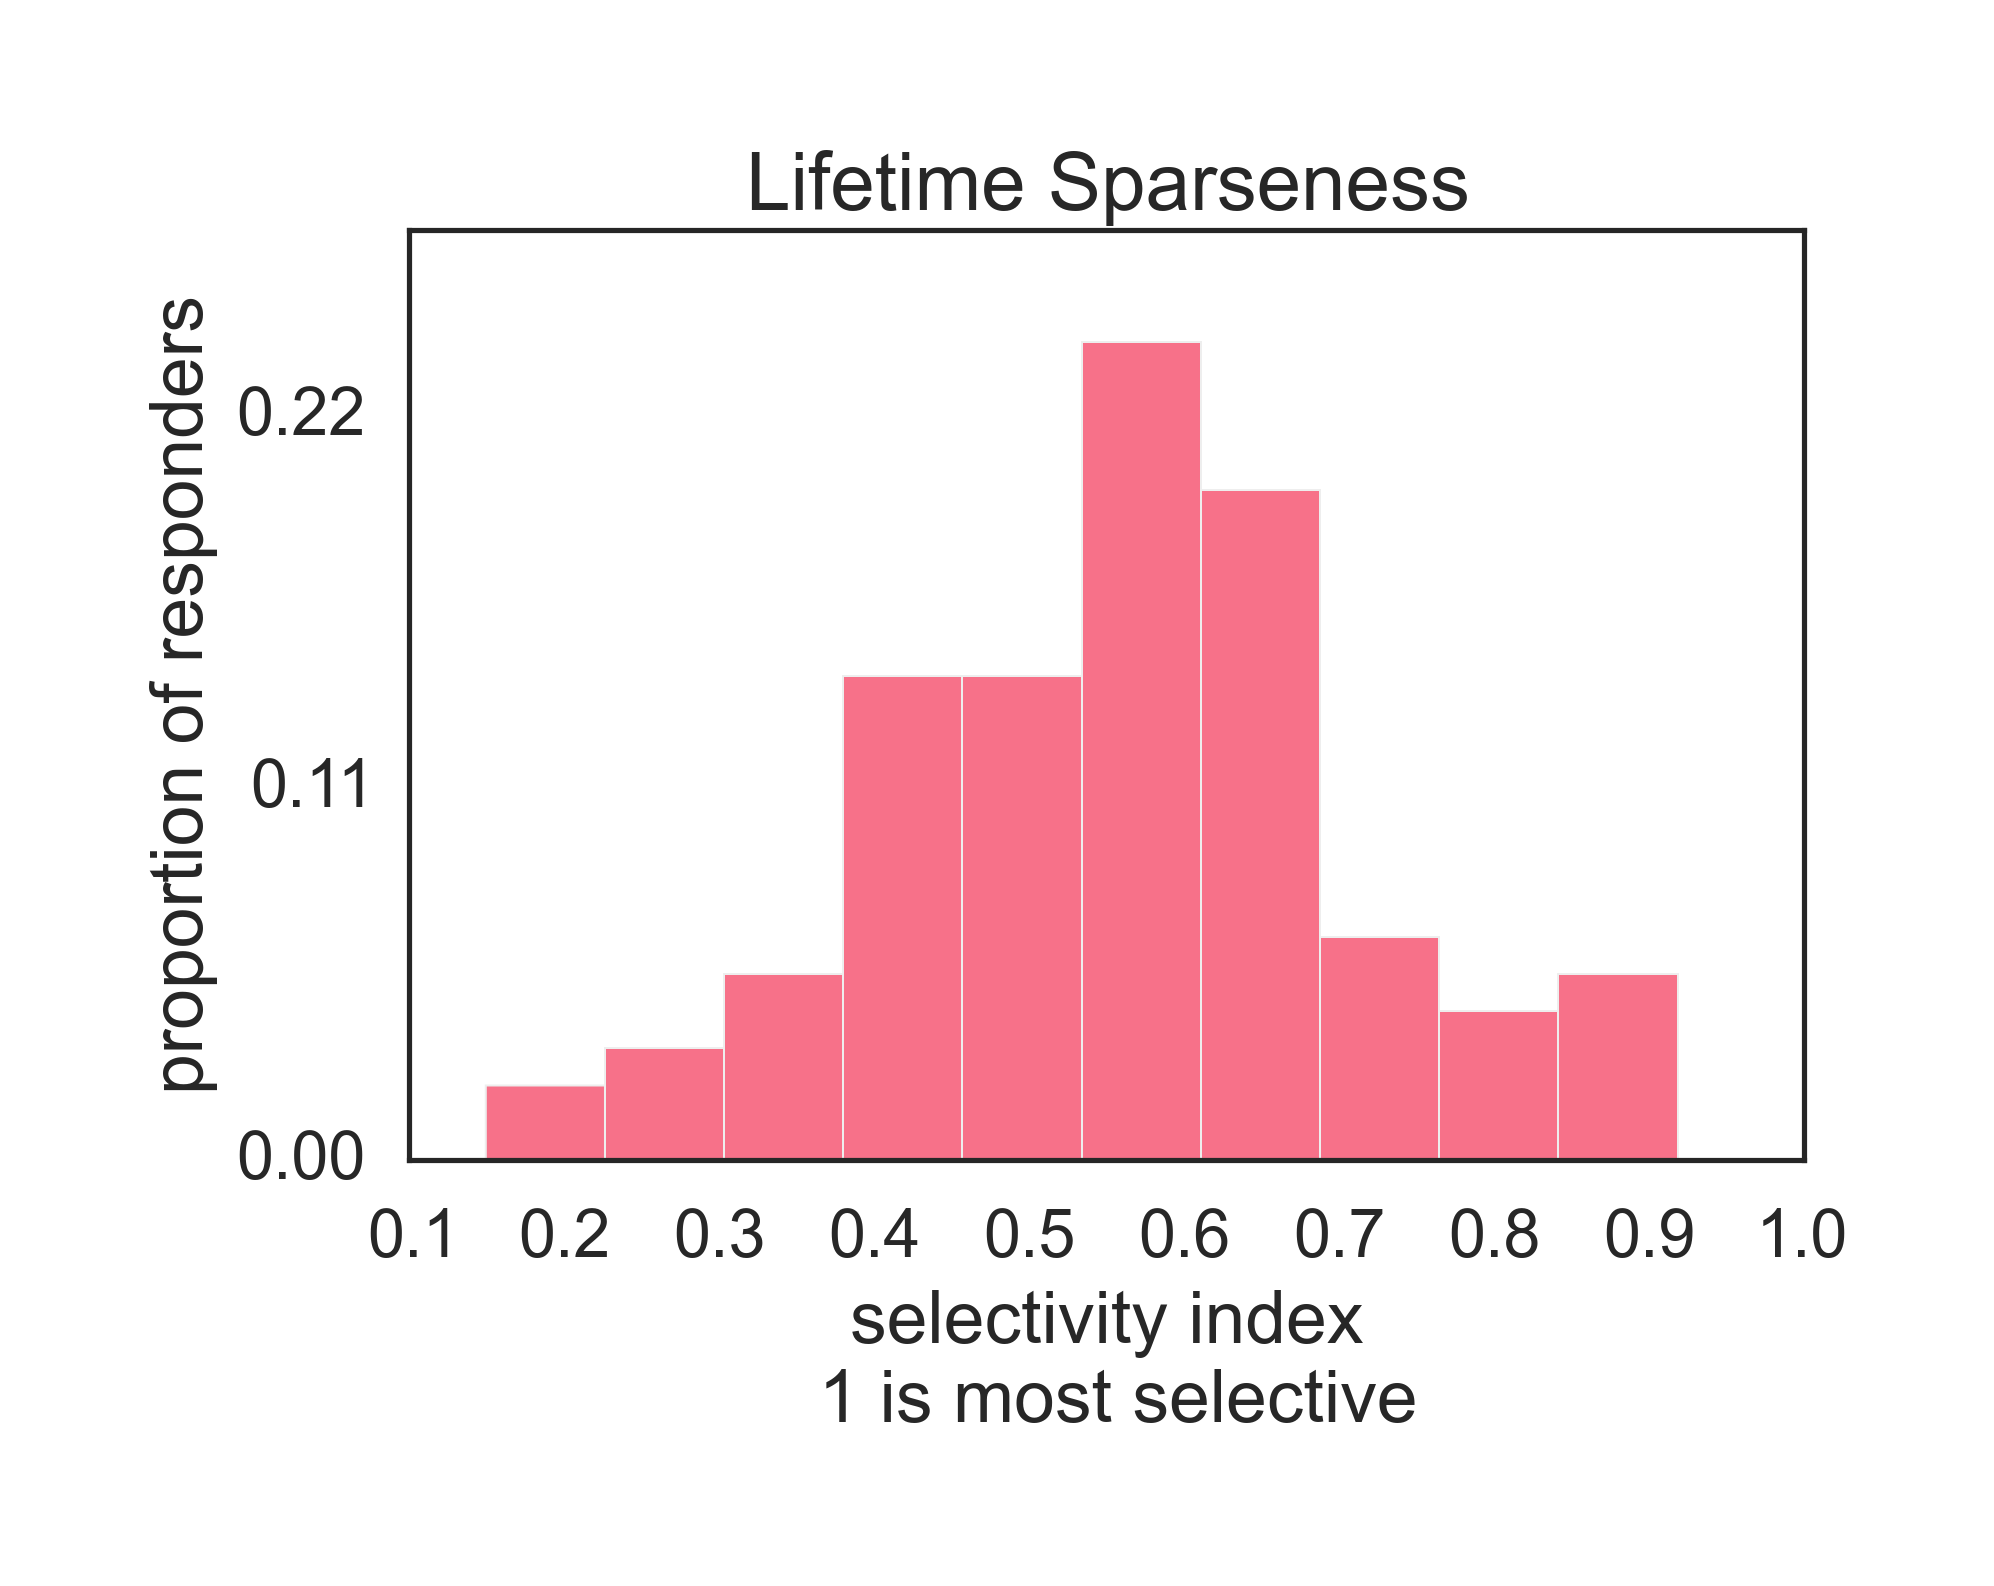 Lifetime Sparseness
proportion of responders
0.22
0.11
0.00
0.1 0.2 0.3 0.4 0.5 0.6 0.7 0.8 0.9 1.0
selectivity index
1 is most selective